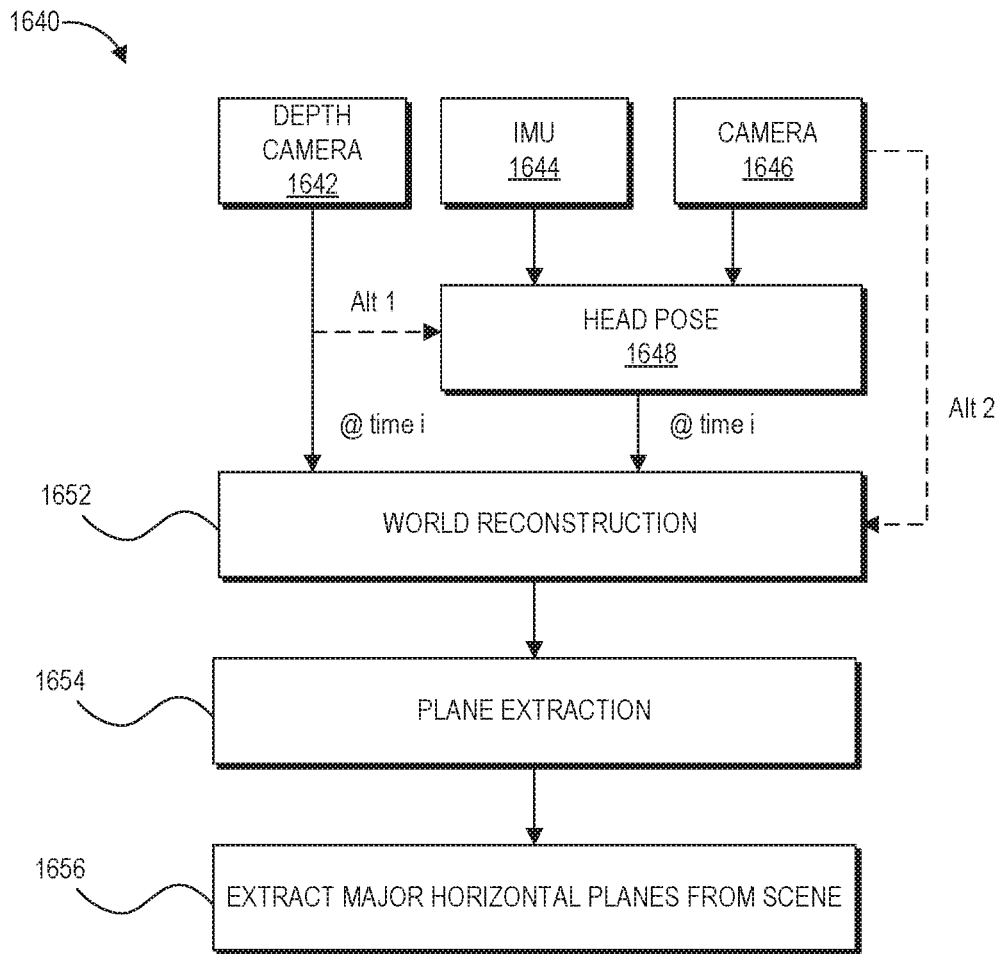 1640
DEPTH
CAMERA
1642
IMU
1644
CAMERA
1646
Alt 1
HEAD POSE
1648
Alt 2
@ time i
@ time i
1652
WORLD RECONSTRUCTION
1654
PLANE EXTRACTION
1656
EXTRACT MAJOR HORIZONTAL PLANES FROM SCENE